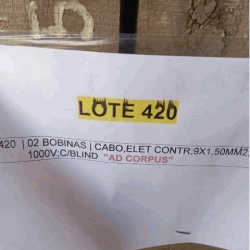 LOTE 420
420 | 02 BOBINAS | CABO,ELET CONTR;9X1,50MM2,
1000V;C/BLIND "AD CORPUS"